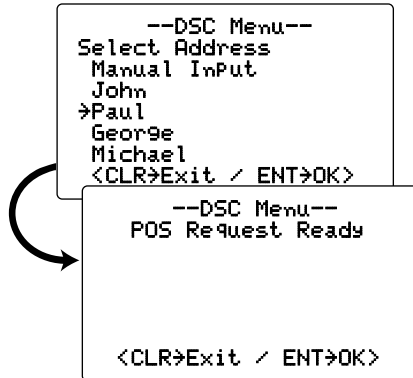 --DSC Menu--
Select Address
Manual Input
John
→Paul
George
Michael
<CLR→Exit / ENT→OK>
--DSC Menu--
POS Request Ready
<CLR→Exit / ENT→OK>